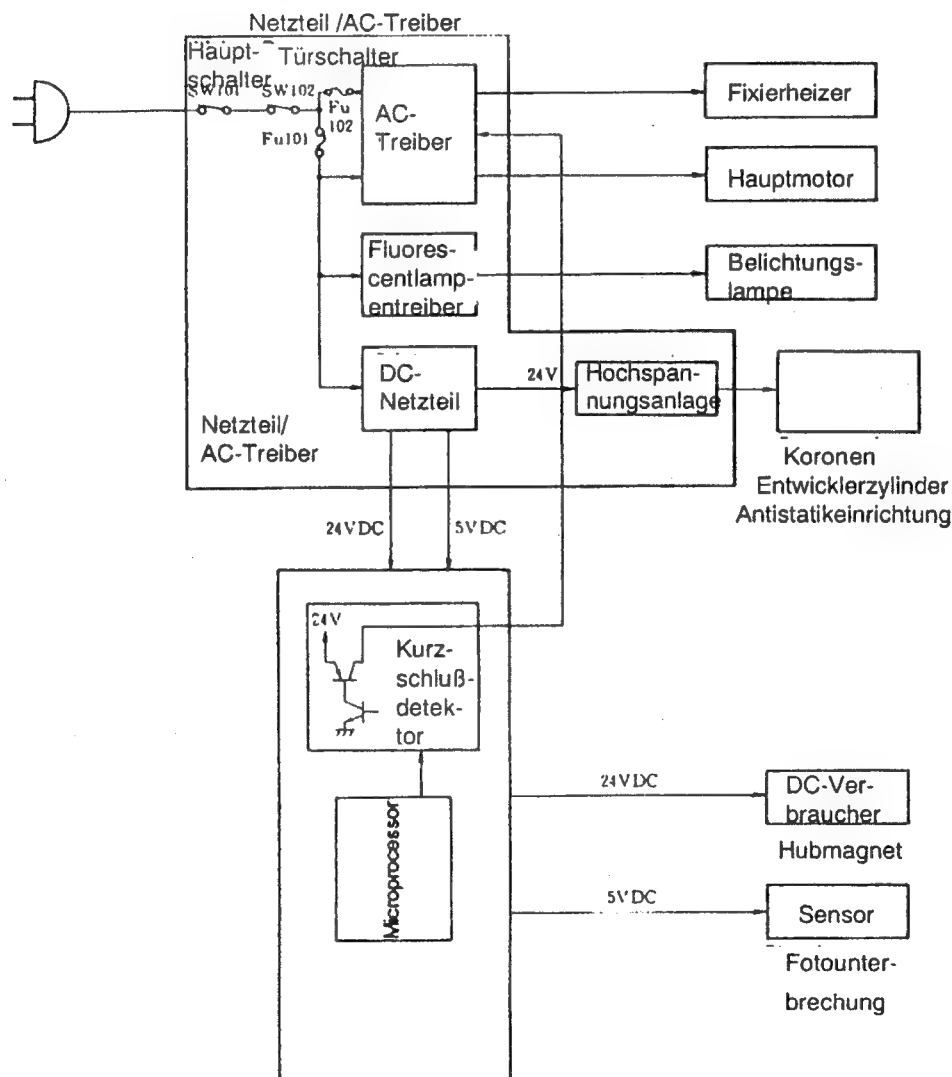 Netzteil /AC-Treiber
Haupt-
schalter
Türschalter
SW101
SW102
Fu
102
Fu101
AC-
Treiber
Fixierheizer
Hauptmotor
Fluores-
centlamp-
entreiber
Belichtungs-
lampe
DC-
Netzteil
24V
Hochspan-
nungsanlage
Netzteil/
AC-Treiber
Koronen
Entwicklerzylinder
Antistatikeinrichtung
24VDC
5VDC
24V
Kurz-
schluß-
detek-
tor
Microprocessor
24VDC
DC-Ver-
braucher
Hubmagnet
5VDC
Sensor
Fotounter-
brechung